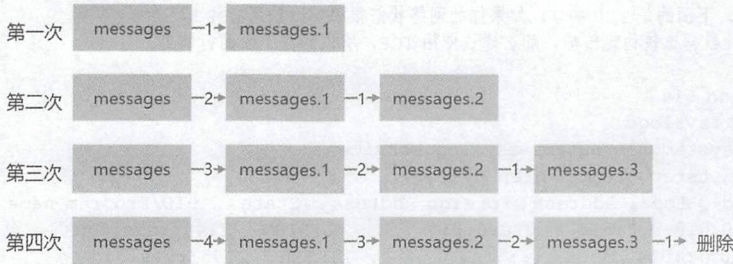 第一次 messages 1 messages.1
第二次 messages 2 messages.1 1 messages.2
第三次 messages 3 messages.1 2 messages.2 1 messages.3
第四次 messages 4 messages.1 3 messages.2 2 messages.3 1 删除